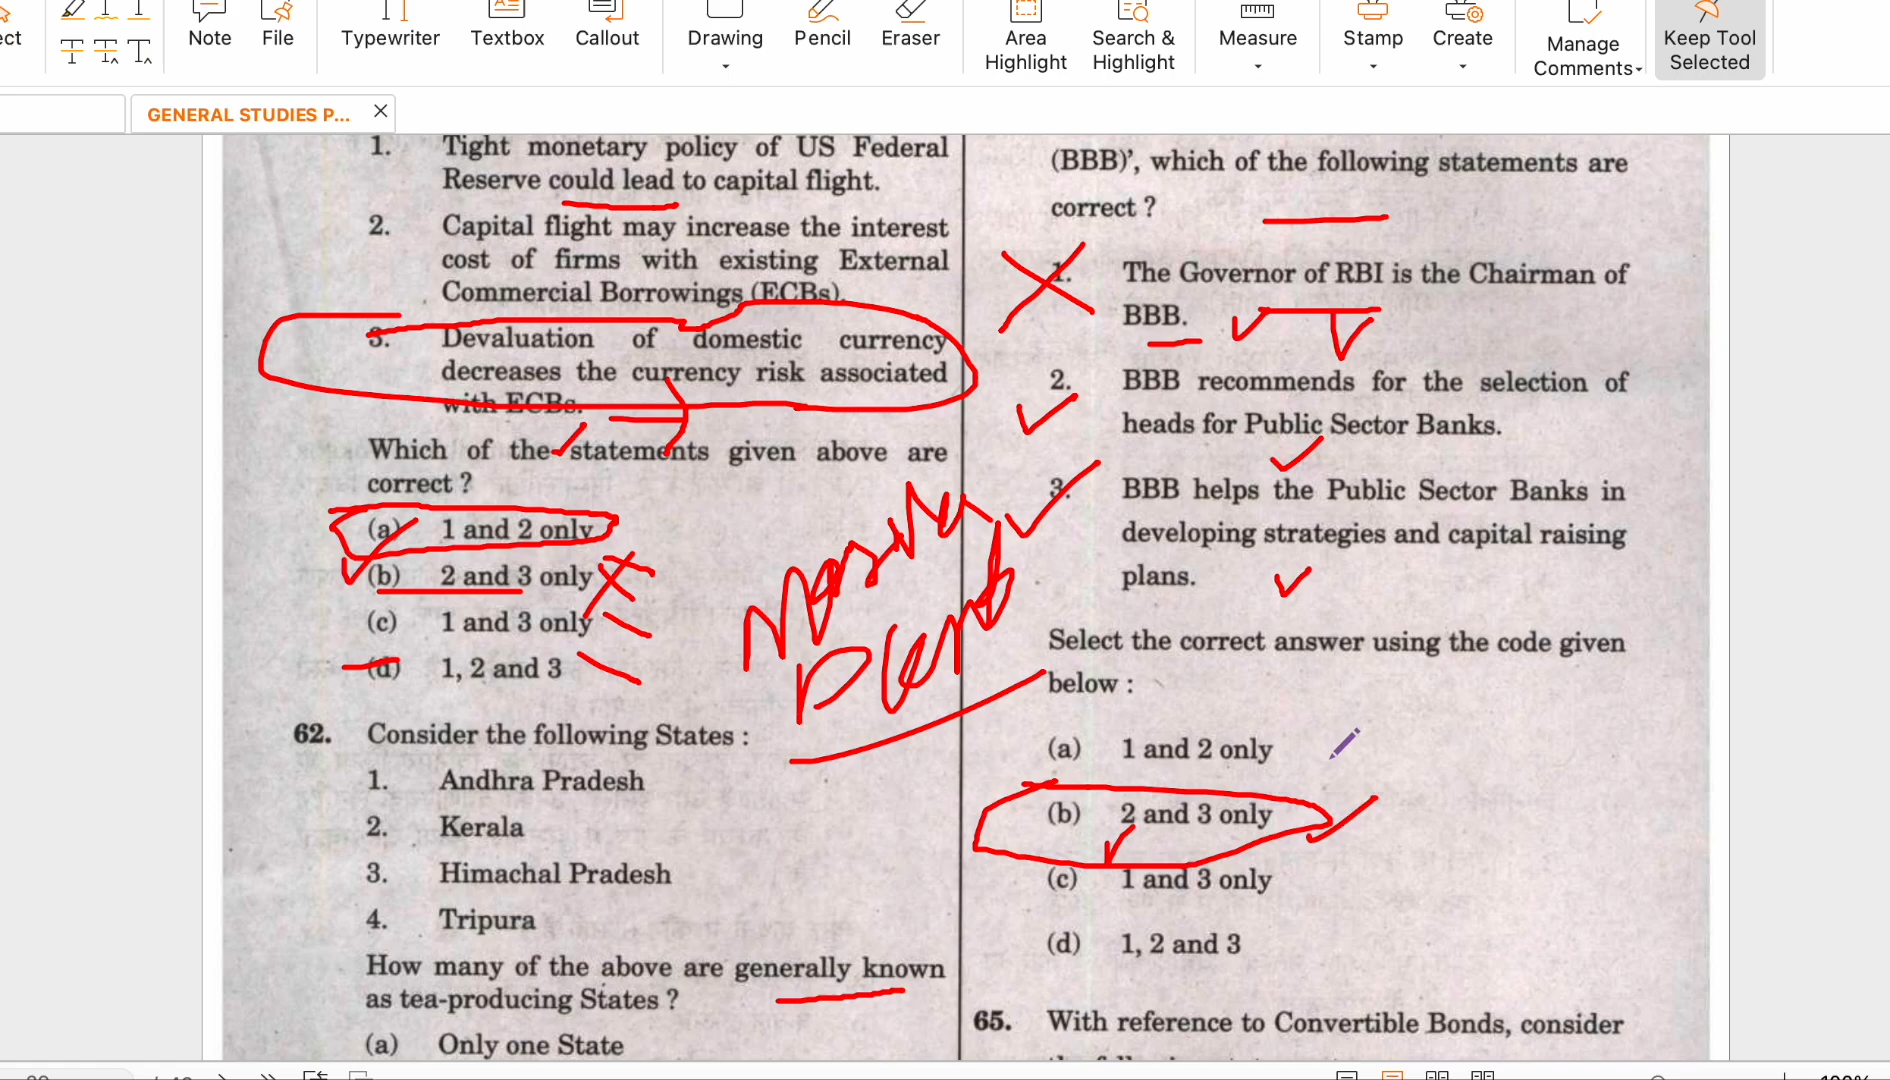 ect
Note
File
Typewriter
Textbox
Callout
Drawing
Pencil
Eraser
Area
Highlight
Search &
Highlight
Measure
Stamp
Create
Manage
Comments
Keep Tool
Selected
GENERAL STUDIES P...
1. Tight monetary policy of US Federal
Reserve could lead to capital flight.
2. Capital flight may increase the interest
cost of firms with existing External
Commercial Borrowings (ECBs).
3. Devaluation of domestic currency
decreases the currency risk associated
with ECBs.
Which of the statements given above are
correct ?
(a) 1 and 2 only
(b) 2 and 3 only
(c) 1 and 3 only
(d) 1, 2 and 3
62. Consider the following States :
1. Andhra Pradesh
2. Kerala
3. Himachal Pradesh
4. Tripura
How many of the above are generally known
as tea-producing States ?
(a) Only one State
(BBB)', which of the following statements are
correct ?
1. The Governor of RBI is the Chairman of
BBB.
2. BBB recommends for the selection of
heads for Public Sector Banks.
3. BBB helps the Public Sector Banks in
developing strategies and capital raising
plans.
Select the correct answer using the code given
below :
(a) 1 and 2 only
(b) 2 and 3 only
(c) 1 and 3 only
(d) 1, 2 and 3
65. With reference to Convertible Bonds, consider